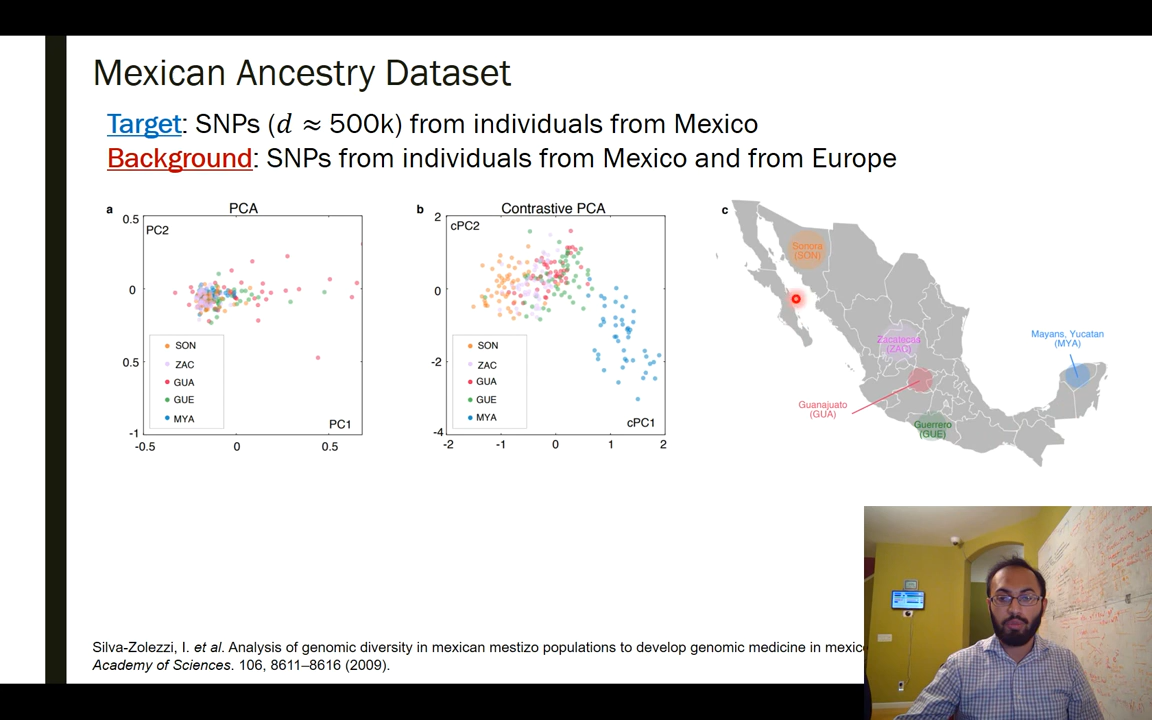 Mexican Ancestry Dataset
Target: SNPs (𝑑 ≈ 500k) from individuals from Mexico
Background: SNPs from individuals from Mexico and from Europe
a
PCA
0.5
PC2
0
0.5
-1
SON
ZAC
GUA
GUE
MYA
PC1
-0.5
0
0.5
b
Contrastive PCA
2
cPC2
0
-2
-4
SON
ZAC
GUA
GUE
MYA
cPC1
-2
-1
0
1
2
c
Sonora
(SON)
Zacatecas
(ZAC)
Mayans, Yucatan
(MYA)
Guanajuato
(GUA)
Guerrero
(GUE)
Silva-Zolezzi, I. et al. Analysis of genomic diversity in mexican mestizo populations to develop genomic medicine in mexico
Academy of Sciences. 106, 8611–8616 (2009).